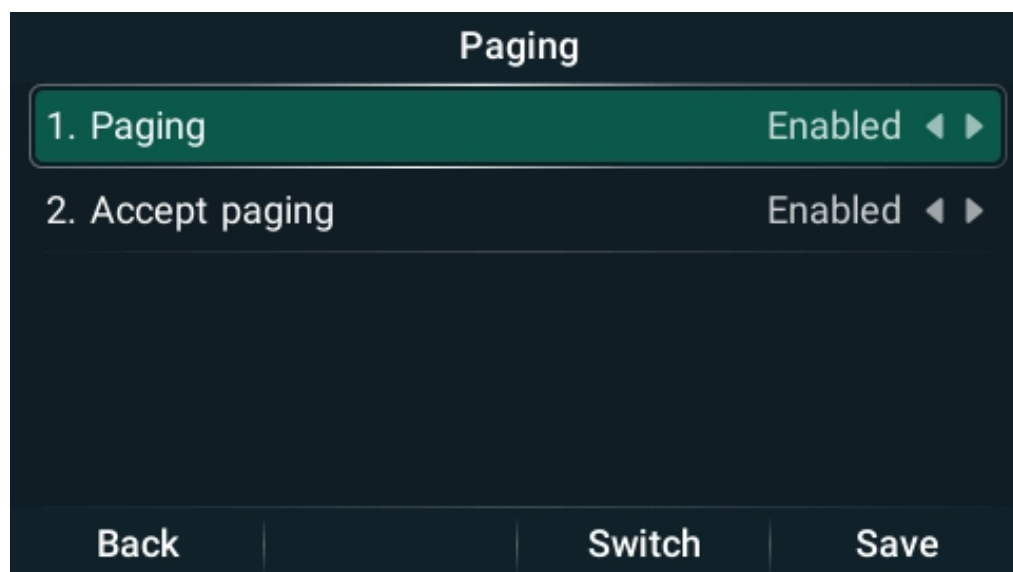 Paging
1. Paging Enabled
2. Accept paging Enabled
Back Switch Save